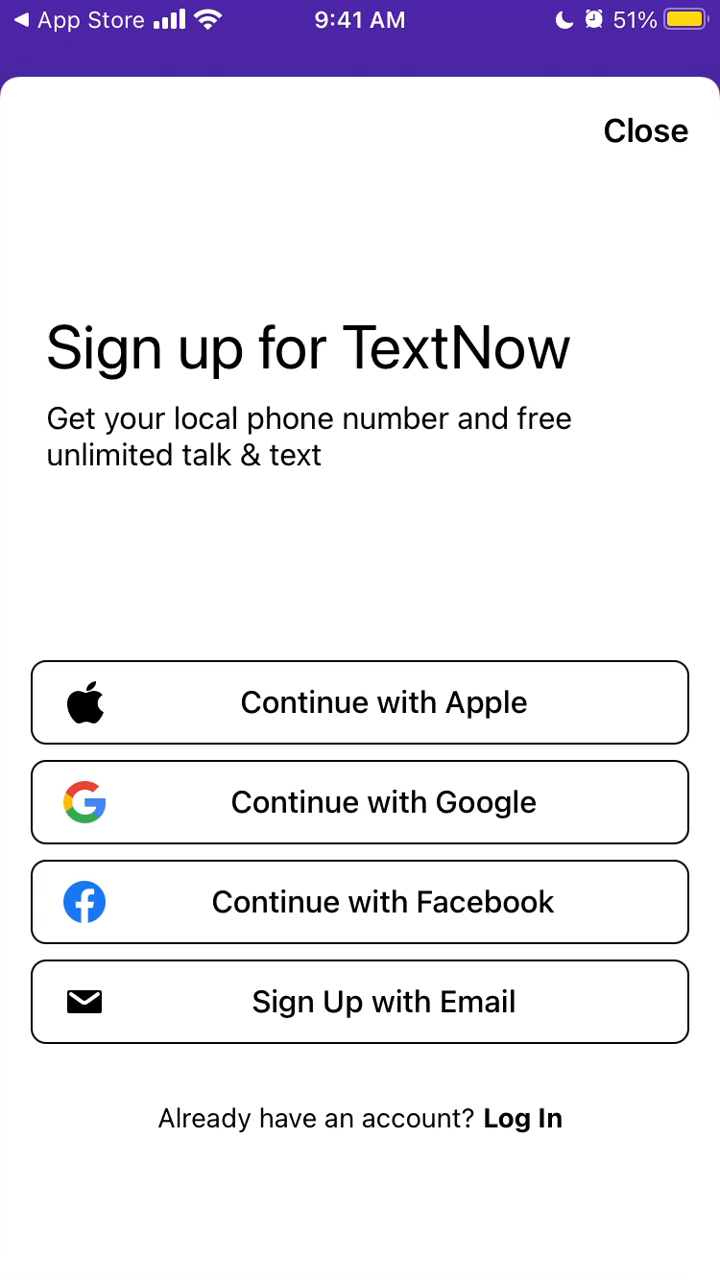 App Store 9:41 AM 51%
Close
Sign up for TextNow
Get your local phone number and free
unlimited talk & text
Continue with Apple
Continue with Google
Continue with Facebook
Sign Up with Email
Already have an account? Log In